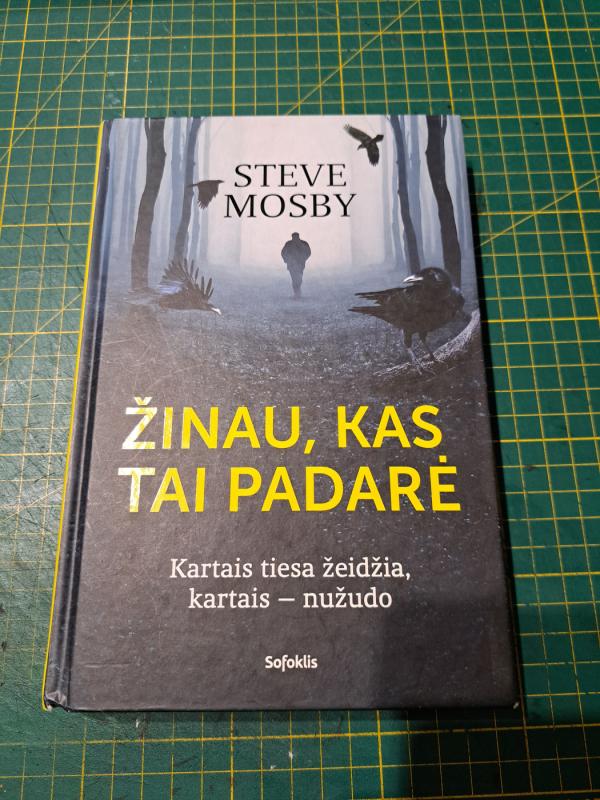 STEVE
MOSBY
ŽINAU, KAS
TAI PADARĖ
Kartais tiesa žeidžia,
kartais – nužudo
Sofoklis